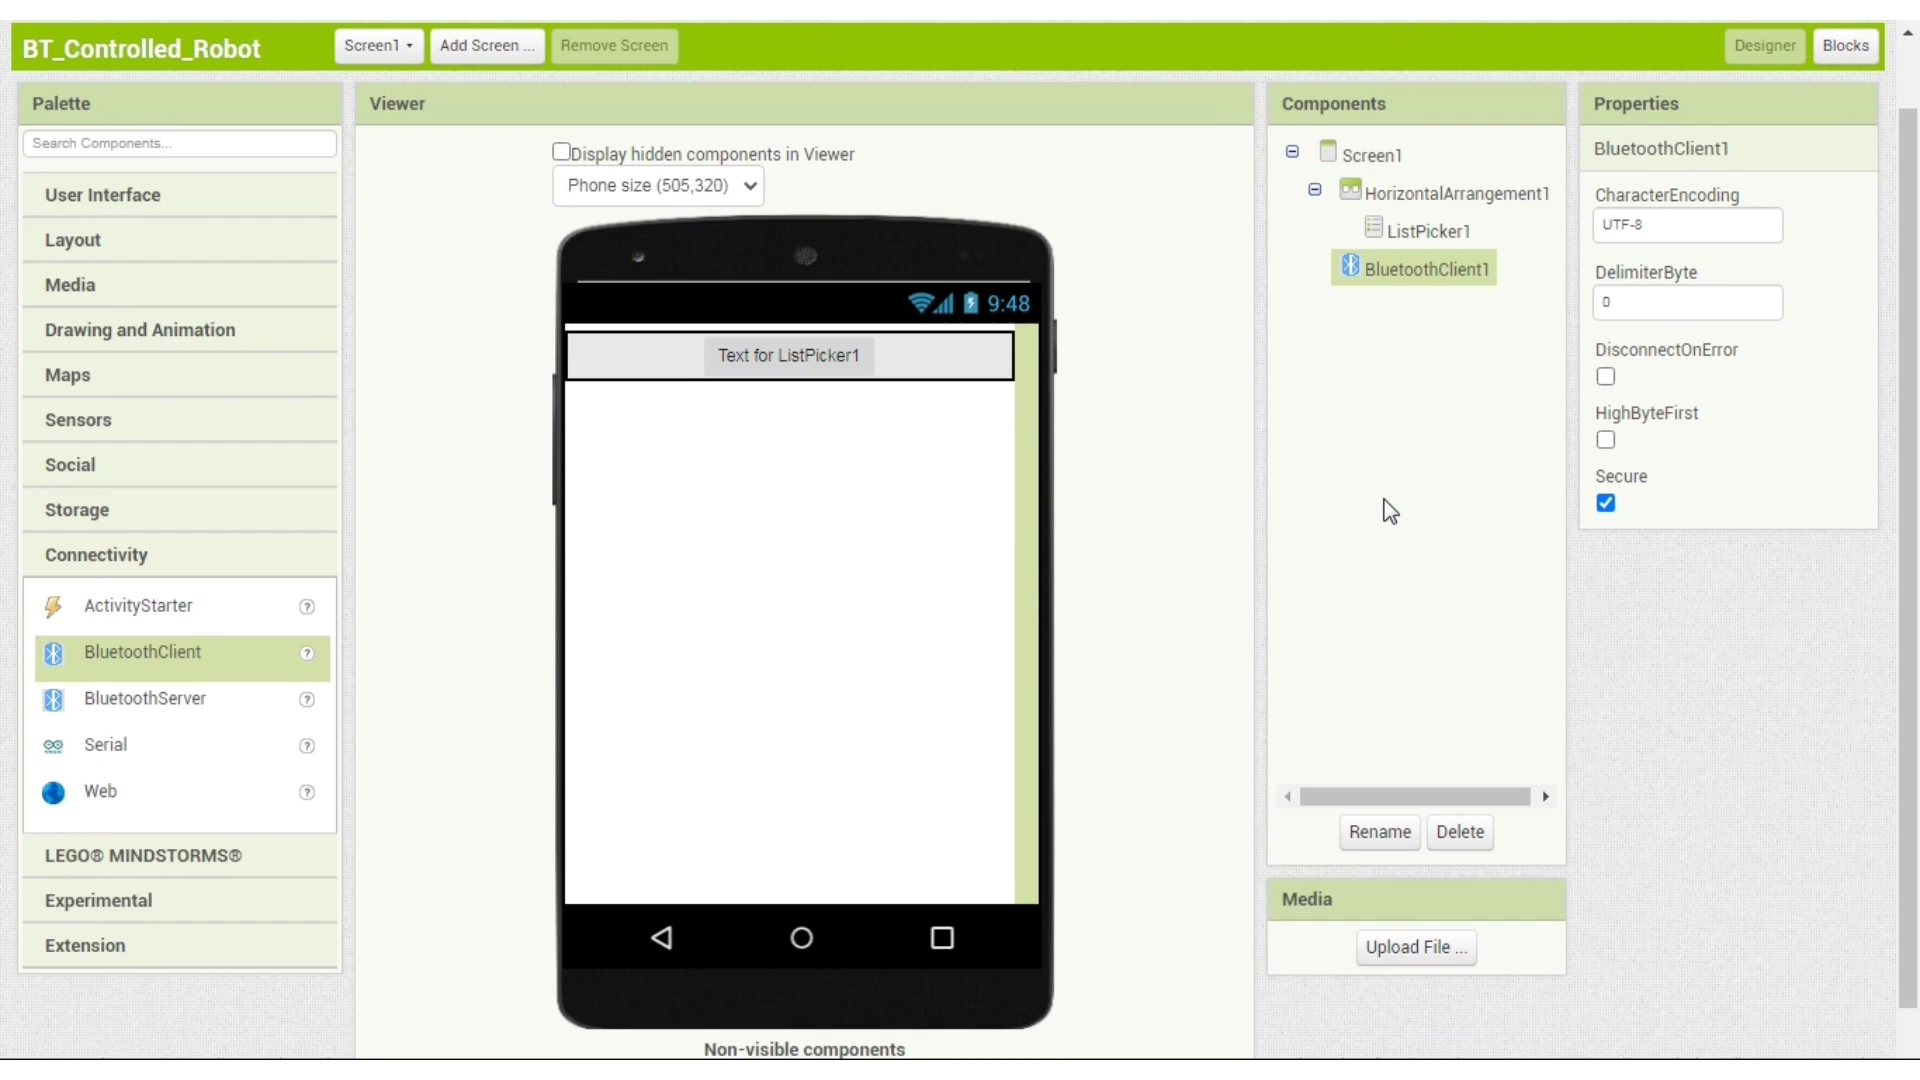 BT_Controlled_Robot
Screen1
Add Screen ...
Remove Screen
Designer
Blocks
Palette
Search Components...
User Interface
Layout
Media
Drawing and Animation
Maps
Sensors
Social
Storage
Connectivity
ActivityStarter
?
BluetoothClient
?
BluetoothServer
?
Serial
?
Web
?
LEGO® MINDSTORMS®
Experimental
Extension
Viewer
Display hidden components in Viewer
Phone size (505,320)
9:48
Text for ListPicker1
Non-visible components
Components
Screen1
HorizontalArrangement1
ListPicker1
BluetoothClient1
Rename
Delete
Media
Upload File ...
Properties
BluetoothClient1
CharacterEncoding
UTF-8
DelimiterByte
0
DisconnectOnError
HighByteFirst
Secure